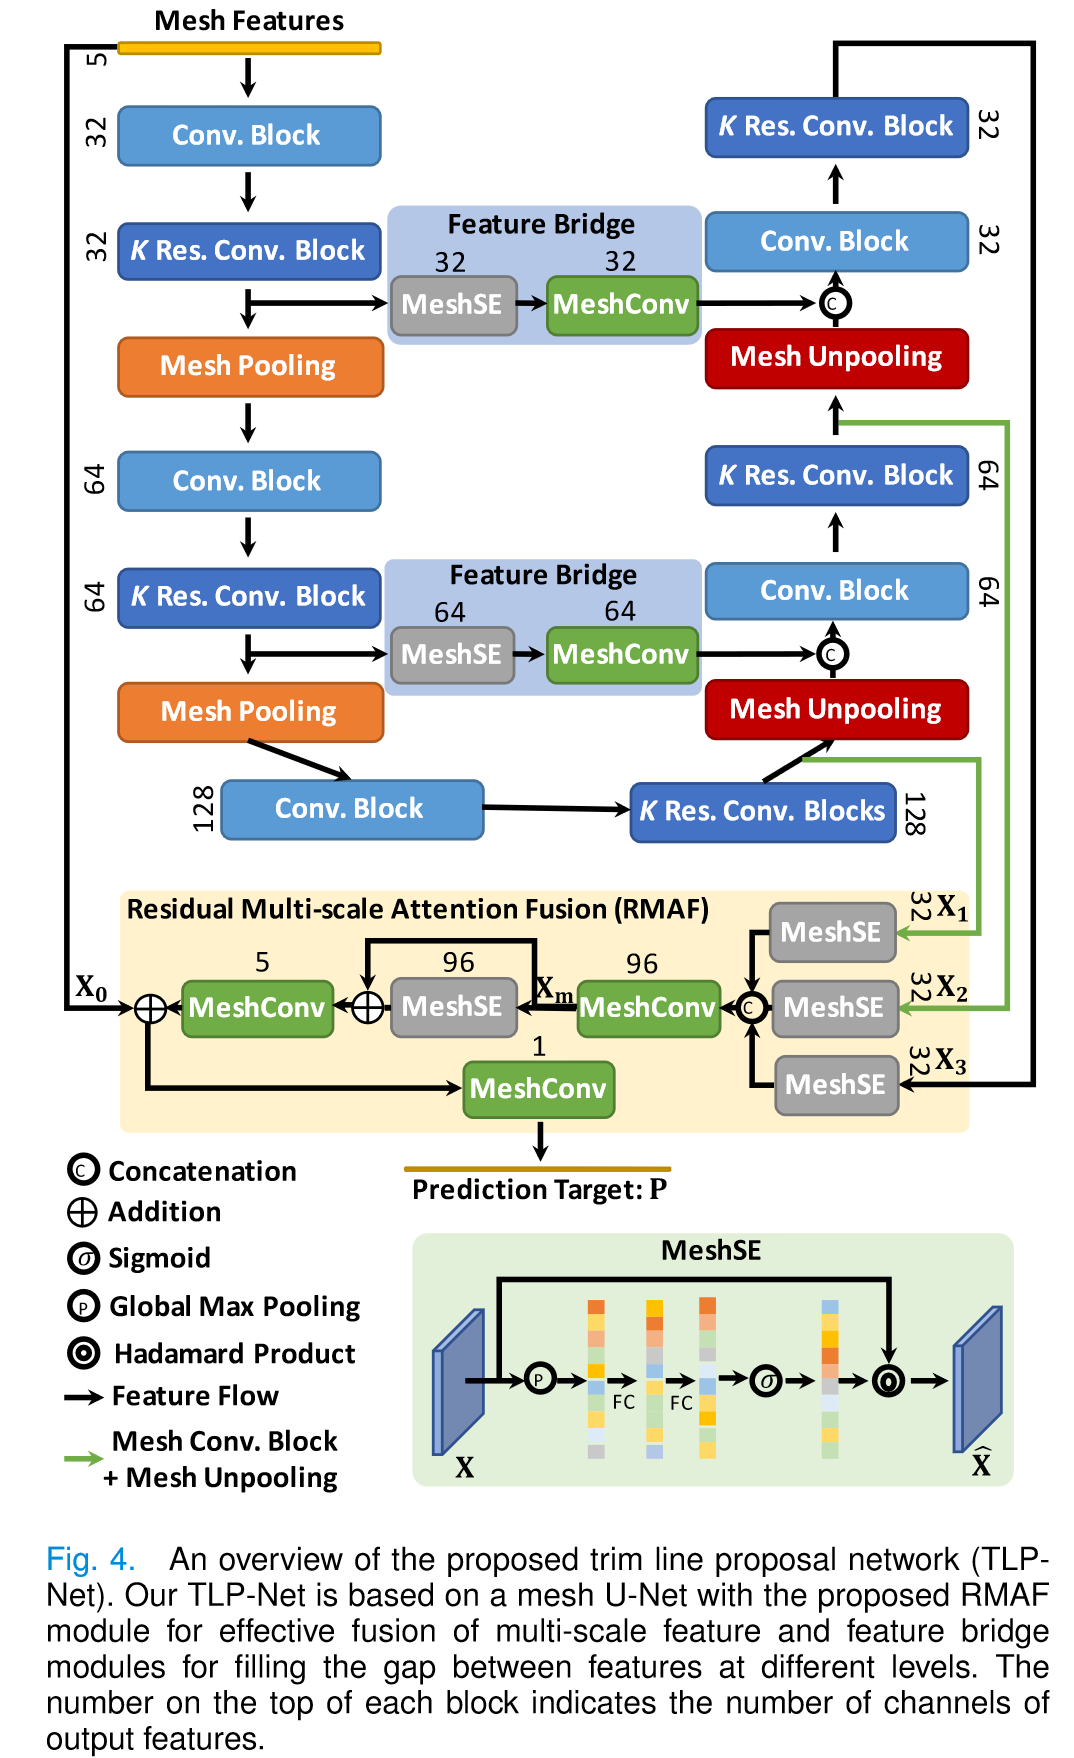 Mesh Features
5
32
Conv. Block
32
K Res. Conv. Block
Mesh Pooling
64
Conv. Block
64
K Res. Conv. Block
Mesh Pooling
128
Conv. Block
K Res. Conv. Blocks
128
Feature Bridge
32
32
MeshSE
MeshConv
Feature Bridge
64
64
MeshSE
MeshConv
K Res. Conv. Block
32
Conv. Block
32
C
Mesh Unpooling
K Res. Conv. Block
64
Conv. Block
64
C
Mesh Unpooling
Residual Multi-scale Attention Fusion (RMAF)
MeshSE
32
X1
MeshSE
32
X2
MeshSE
32
X3
C
96
MeshConv
Xm
96
MeshSE
5
MeshConv
X0
1
MeshConv
Prediction Target: P
C Concatenation
Addition
σ Sigmoid
P Global Max Pooling
Hadamard Product
Feature Flow
Mesh Conv. Block
+ Mesh Unpooling
MeshSE
P
FC
FC
σ
X
X̂
Fig. 4. An overview of the proposed trim line proposal network (TLP-
Net). Our TLP-Net is based on a mesh U-Net with the proposed RMAF
module for effective fusion of multi-scale feature and feature bridge
modules for filling the gap between features at different levels. The
number on the top of each block indicates the number of channels of
output features.